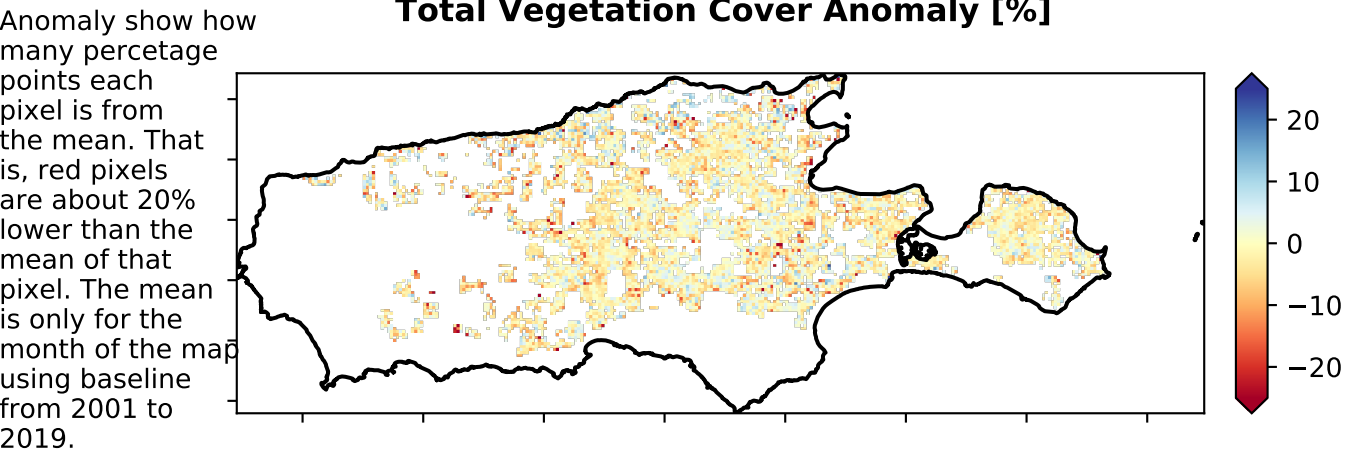 Total Vegetation Cover Anomaly [%]
Anomaly show how
many percetage
points each
pixel is from
the mean. That
is, red pixels
are about 20%
lower than the
mean of that
pixel. The mean
is only for the
month of the map
using baseline
from 2001 to
2019.
20
10
0
−10
−20